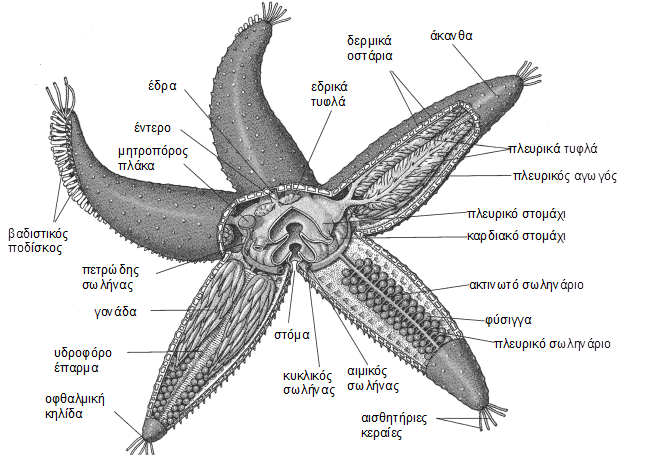 δερμικά
οστάρια
άκανθα
έδρα
εδρικά
τυφλά
έντερο
μητροπόρος
πλάκα
πλευρικά τυφλά
πλευρικός αγωγός
πλευρικό στομάχι
καρδιακό στομάχι
βαδιστικός
ποδίσκος
πετρώδης
σωλήνας
ακτινωτό σωληνάριο
γονάδα
φύσιγγα
στόμα
πλευρικό σωληνάριο
υδροφόρο
έπαρμα
κυκλικός
σωλήνας
αιμικός
σωλήνας
οφθαλμική
κηλίδα
αισθητήριες
κεραίες